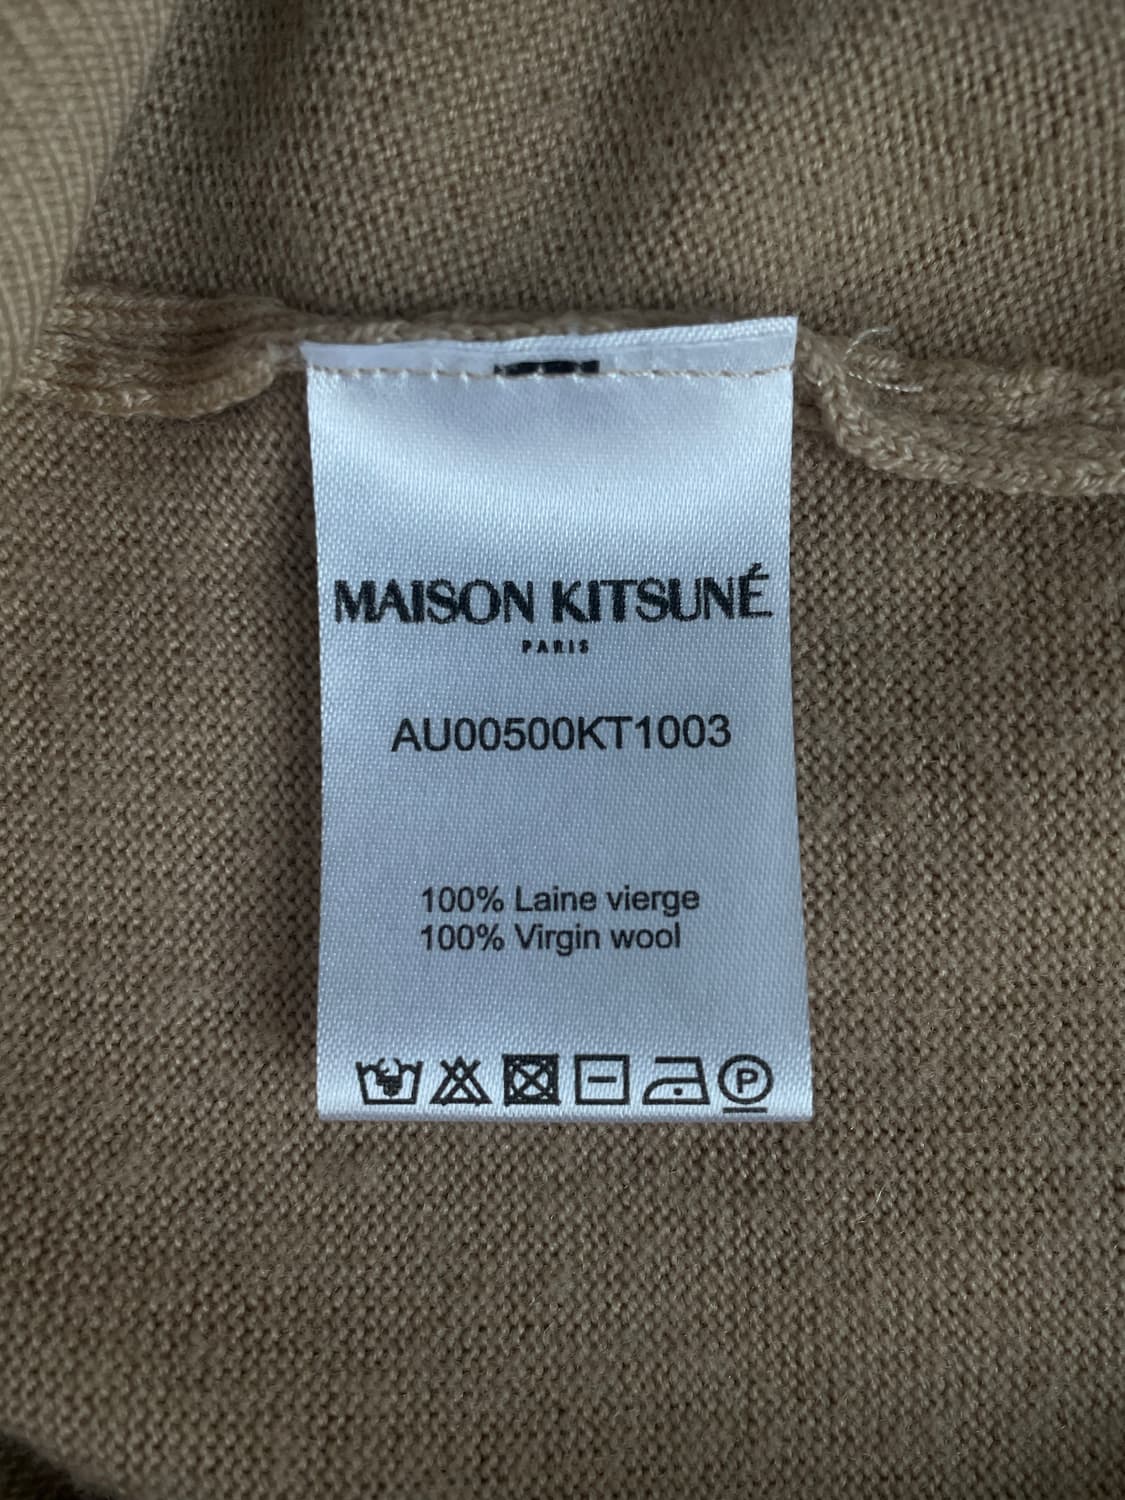 MAISON KITSUNÉ
PARIS
AU00500KT1003
100% Laine vierge
100% Virgin wool
P